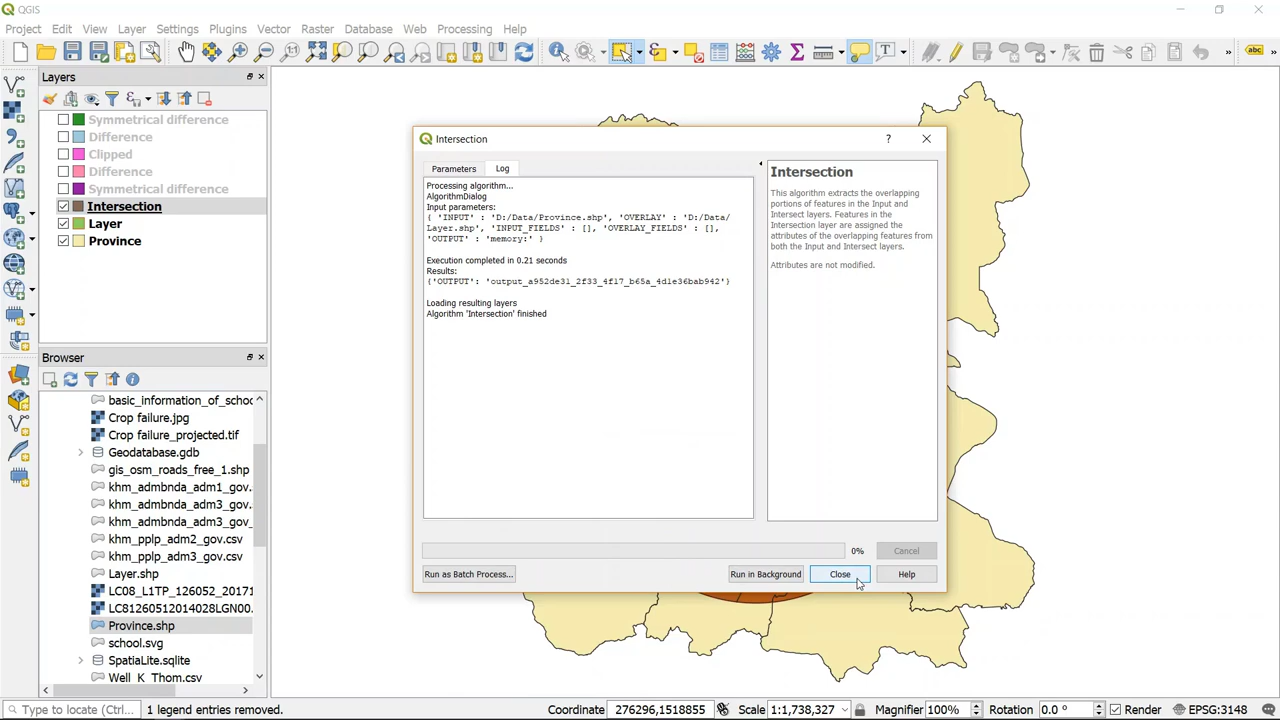 QGIS
Project Edit View Layer Settings Plugins Vector Raster Database Web Processing Help
abc
Layers
Symmetrical difference
Difference
Clipped
Difference
Symmetrical difference
Intersection
Layer
Province
Browser
basic_information_of_schoo
Crop failure.jpg
Crop failure_projected.tif
Geodatabase.gdb
gis_osm_roads_free_1.shp
khm_admbnda_adm1_gov.
khm_admbnda_adm3_gov.
khm_admbnda_adm3_gov_
khm_pplp_adm2_gov.csv
khm_pplp_adm3_gov.csv
Layer.shp
LC08_L1TP_126052_20171
LC81260512014028LGN00.
Province.shp
school.svg
SpatiaLite.sqlite
Well_K_Thom.csv
Intersection
Parameters Log
Processing algorithm...
AlgorithmDialog
Input parameters:
{ 'INPUT' : 'D:/Data/Province.shp', 'OVERLAY' : 'D:/Data/
Layer.shp', 'INPUT_FIELDS' : [], 'OVERLAY_FIELDS' : [],
'OUTPUT' : 'memory:' }
Execution completed in 0.21 seconds
Results:
{'OUTPUT': 'output_a952de31_2f33_4f17_b65a_4d1e36bab942'}
Loading resulting layers
Algorithm 'Intersection' finished
Intersection
This algorithm extracts the overlapping
portions of features in the Input and
Intersect layers. Features in the
Intersection layer are assigned the
attributes of the overlapping features from
both the Input and Intersect layers.
Attributes are not modified.
0% Cancel
Run as Batch Process... Run in Background Close Help
Type to locate (Ctrl... 1 legend entries removed. Coordinate 276296,1518855 Scale 1:1,738,327 Magnifier 100% Rotation 0.0 ° Render EPSG:3148